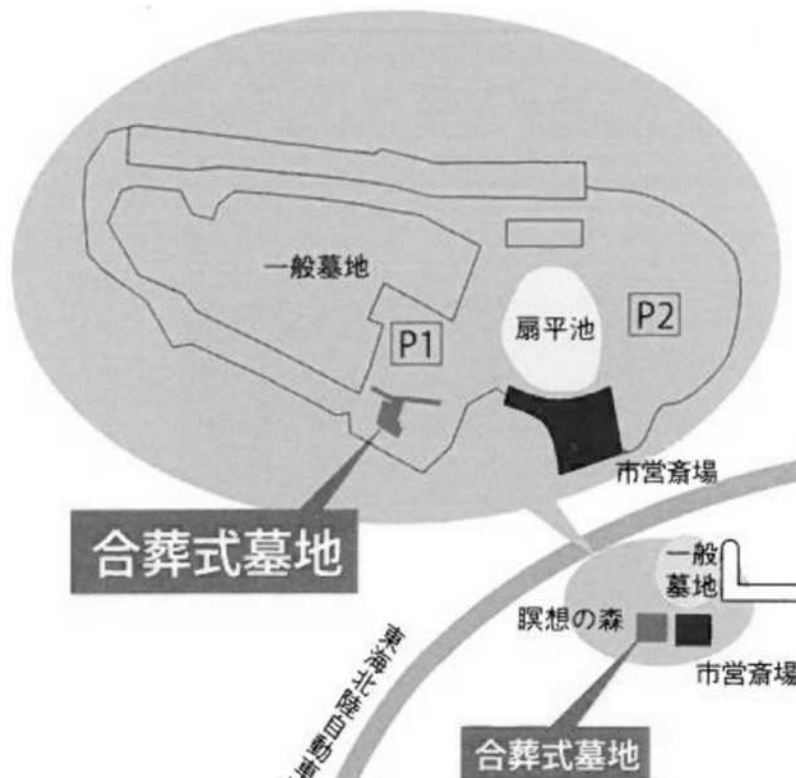 一般墓地
P1
扇平池
P2
市営斎場
合葬式墓地
一般
墓地
瞑想の森
市営斎場
東海北陸自動車
合葬式墓地